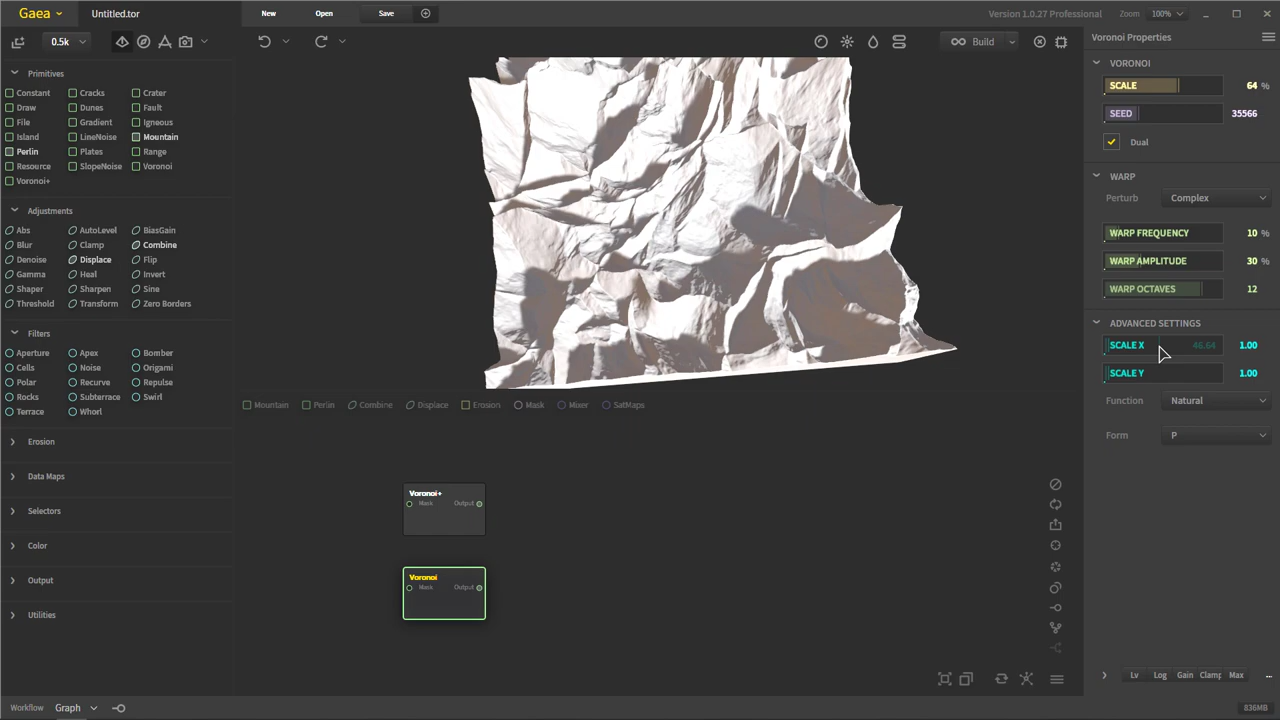 Gaea
Untitled.tor
New
Open
Save
Version 1.0.27 Professional
Zoom
100%
0.5k
Build
Voronoi Properties
Primitives
Constant
Cracks
Crater
Draw
Dunes
Fault
File
Gradient
Igneous
Island
LineNoise
Mountain
Perlin
Plates
Range
Resource
SlopeNoise
Voronoi
Voronoi+
Adjustments
Abs
AutoLevel
BiasGain
Blur
Clamp
Combine
Denoise
Displace
Flip
Gamma
Heal
Invert
Shaper
Sharpen
Sine
Threshold
Transform
Zero Borders
Filters
Aperture
Apex
Bomber
Cells
Noise
Origami
Polar
Recurve
Repulse
Rocks
Subterrace
Swirl
Terrace
Whorl
Erosion
Data Maps
Selectors
Color
Output
Utilities
Mountain
Perlin
Combine
Displace
Erosion
Mask
Mixer
SatMaps
Voronoi+
Mask
Output
Voronoi
Mask
Output
VORONOI
SCALE
64 %
SEED
35566
Dual
WARP
Perturb
Complex
WARP FREQUENCY
10 %
WARP AMPLITUDE
30 %
WARP OCTAVES
12
ADVANCED SETTINGS
SCALE X
46.64
1.00
SCALE Y
1.00
Function
Natural
Form
P
Lv
Log
Gain
Clamp
Max
...
Workflow
Graph
836MB